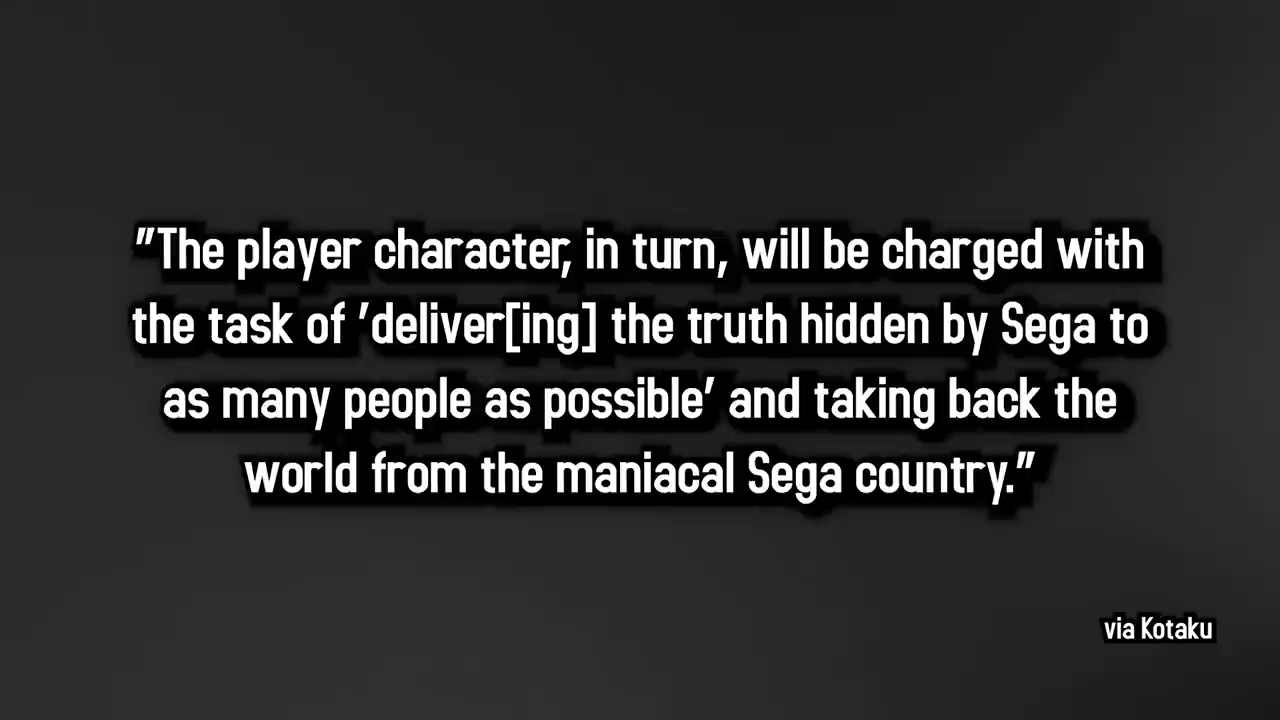 "The player character, in turn, will be charged with
the task of 'deliver[ing] the truth hidden by Sega to
as many people as possible' and taking back the
world from the maniacal Sega country."
via Kotaku